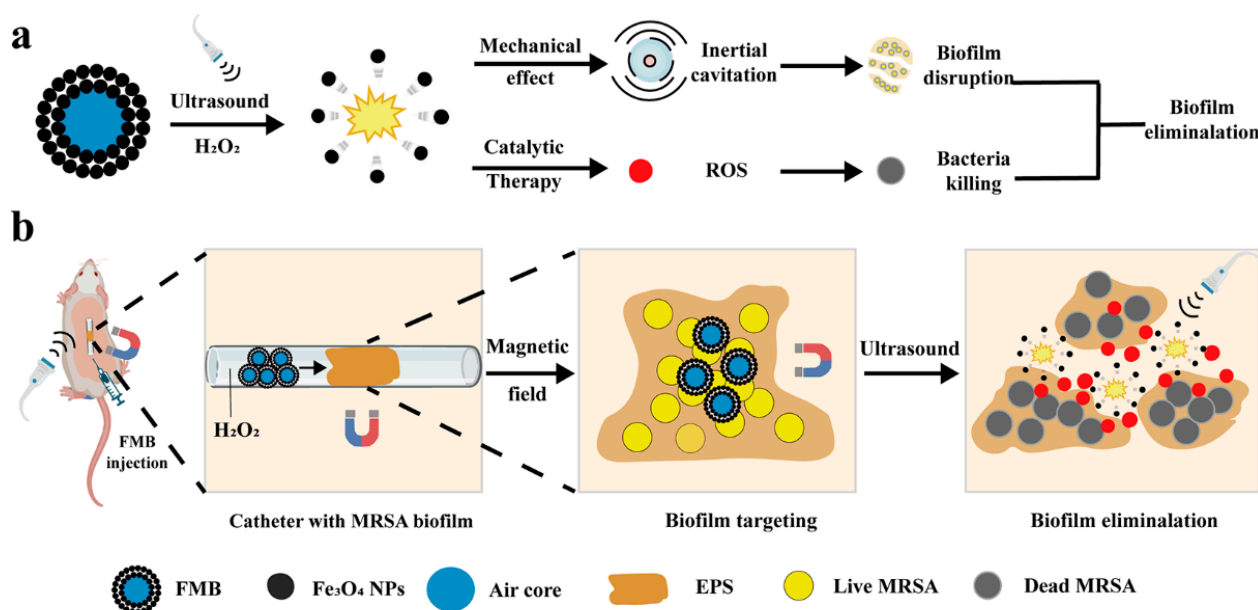 a
Ultrasound
H₂O₂
Mechanical
effect
Inertial
cavitation
Biofilm
disruption
Catalytic
Therapy
ROS
Bacteria
killing
Biofilm
eliminalation
b
FMB
injection
H₂O₂
Catheter with MRSA biofilm
Magnetic
field
Biofilm targeting
Ultrasound
Biofilm eliminalation
FMB
Fe₃O₄ NPs
Air core
EPS
Live MRSA
Dead MRSA